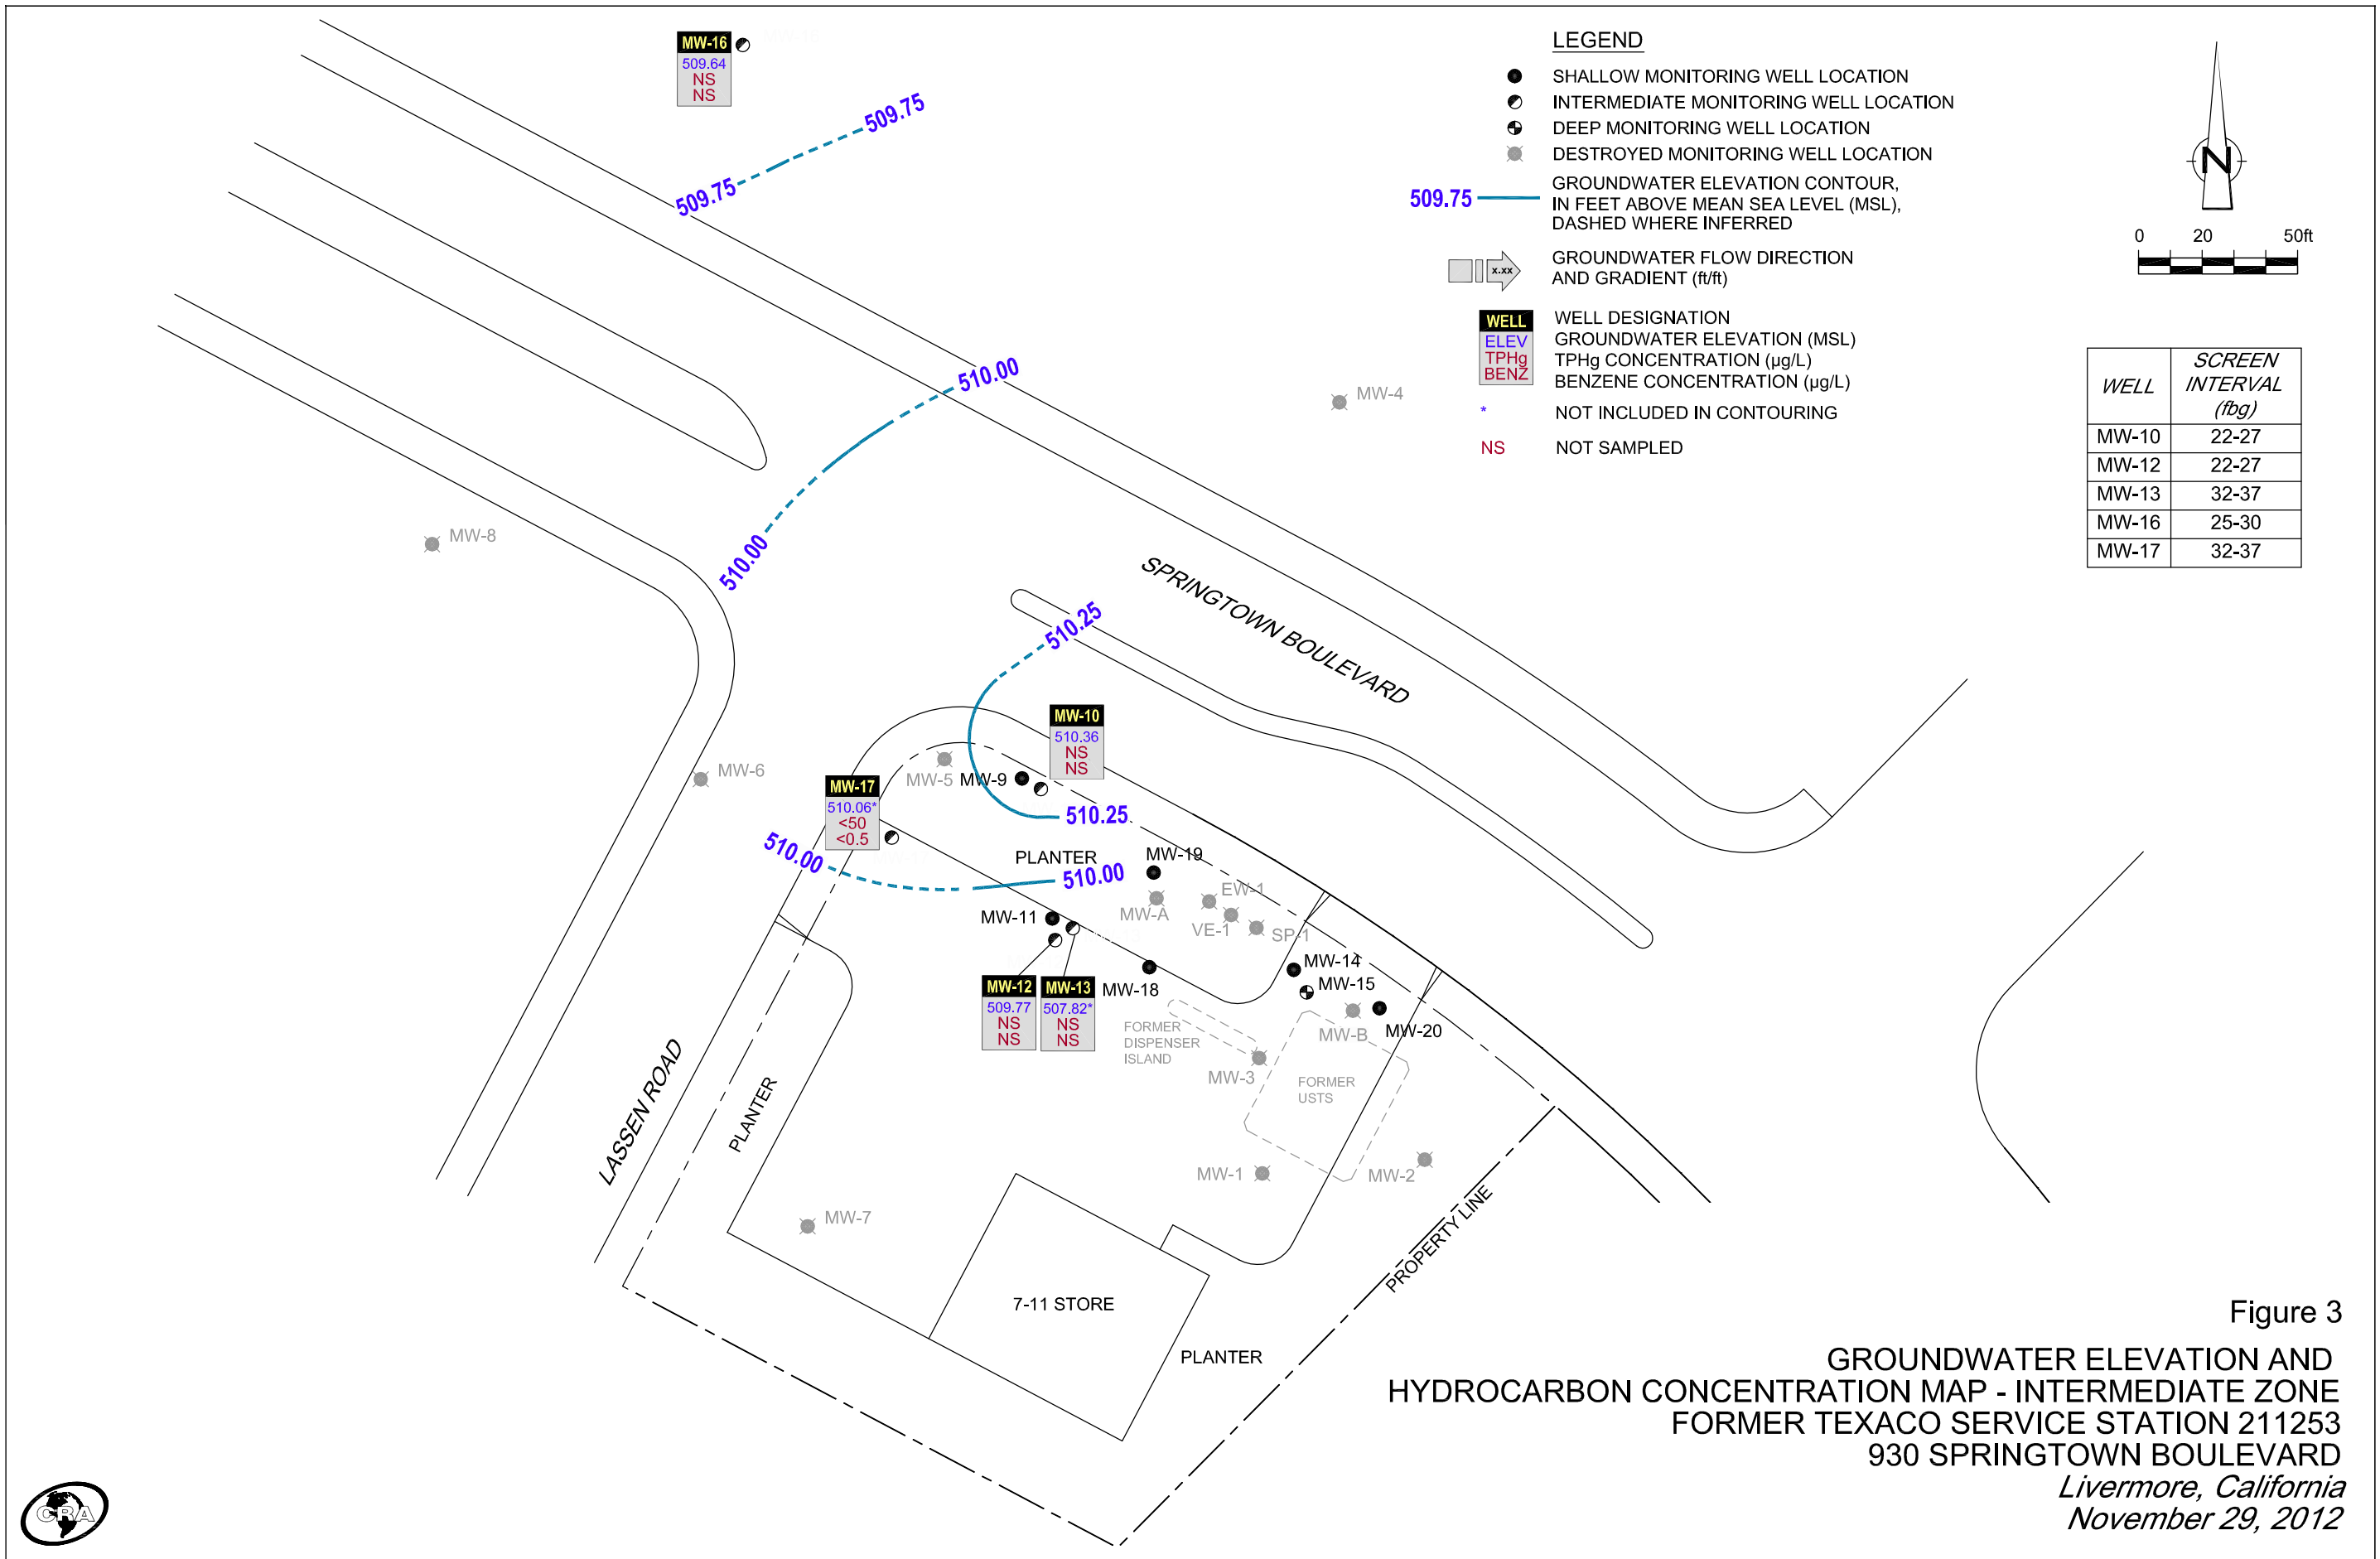 MW-16
509.64
NS
NS
509.75
509.75
LEGEND
SHALLOW MONITORING WELL LOCATION
INTERMEDIATE MONITORING WELL LOCATION
DEEP MONITORING WELL LOCATION
DESTROYED MONITORING WELL LOCATION
509.75
GROUNDWATER ELEVATION CONTOUR,
IN FEET ABOVE MEAN SEA LEVEL (MSL),
DASHED WHERE INFERRED
x.xx
GROUNDWATER FLOW DIRECTION
AND GRADIENT (ft/ft)
WELL
ELEV
TPHg
BENZ
WELL DESIGNATION
GROUNDWATER ELEVATION (MSL)
TPHg CONCENTRATION (µg/L)
BENZENE CONCENTRATION (µg/L)
* NOT INCLUDED IN CONTOURING
NS NOT SAMPLED
N
0 20 50ft
WELL SCREEN INTERVAL (fbg)
MW-10 22-27
MW-12 22-27
MW-13 32-37
MW-16 25-30
MW-17 32-37
510.00
MW-4
MW-8
510.00
SPRINGTOWN BOULEVARD
510.25
MW-10
510.36
NS
NS
MW-6
MW-5
MW-9
MW-17
510.06*
<50
<0.5
510.25
510.00
PLANTER
510.00
MW-19
EW-1
MW-A
VE-1
SP-1
MW-11
MW-14
MW-15
MW-12
509.77
NS
NS
MW-13
507.82*
NS
NS
MW-18
MW-B
MW-20
FORMER
DISPENSER
ISLAND
MW-3
FORMER
USTS
LASSEN ROAD
PLANTER
MW-1
MW-2
MW-7
PROPERTY LINE
7-11 STORE
PLANTER
Figure 3
GROUNDWATER ELEVATION AND
HYDROCARBON CONCENTRATION MAP - INTERMEDIATE ZONE
FORMER TEXACO SERVICE STATION 211253
930 SPRINGTOWN BOULEVARD
Livermore, California
November 29, 2012
CRA